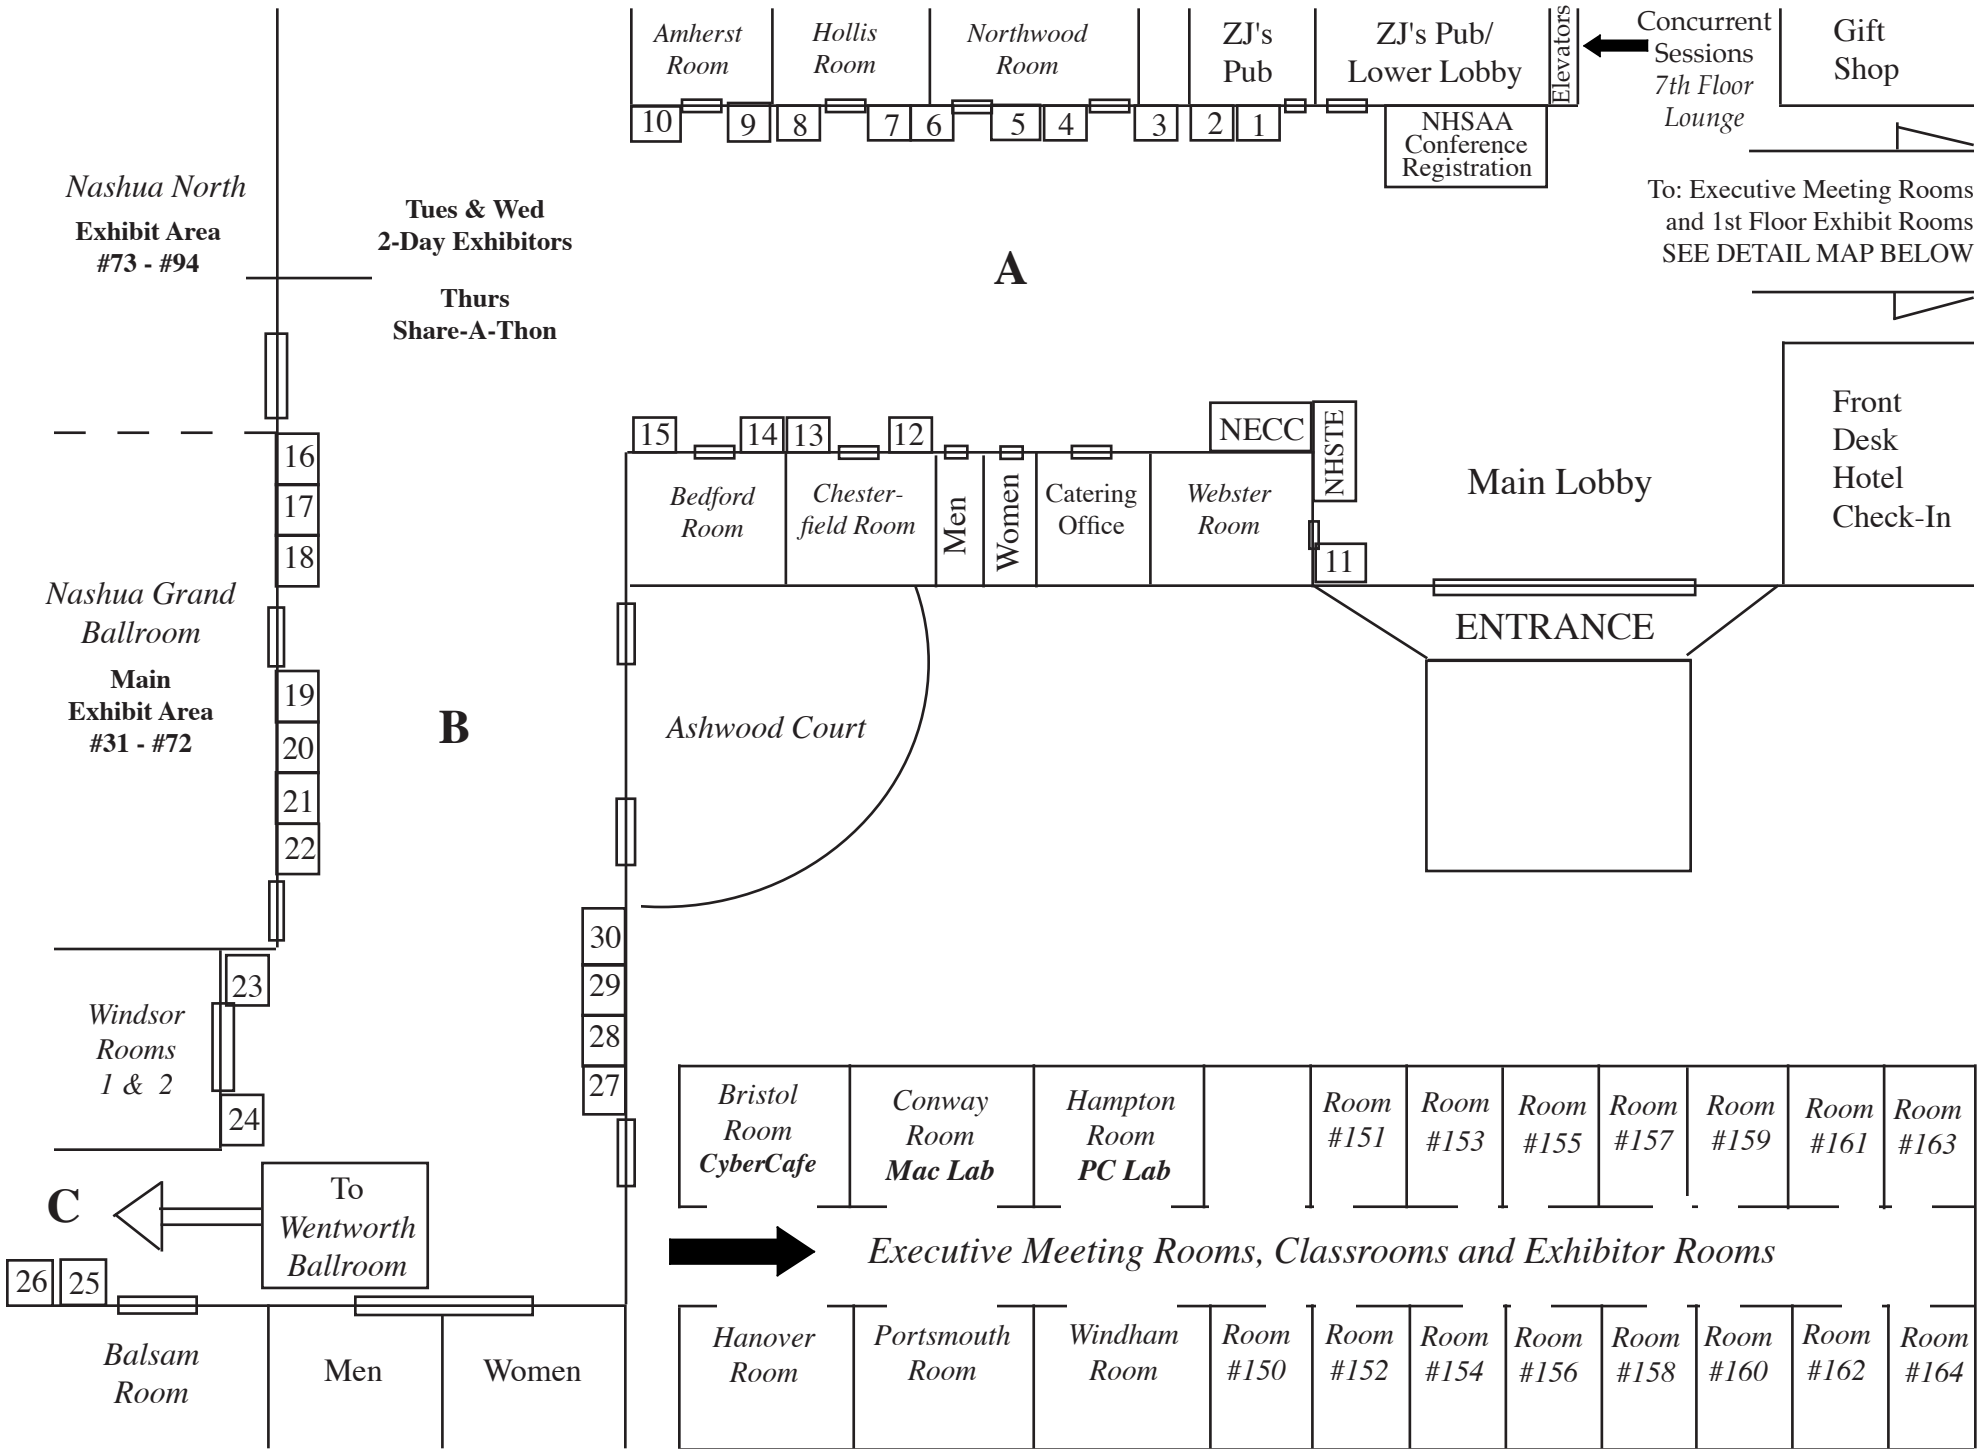 Amherst
Room
Hollis
Room
Northwood
Room
ZJ's
Pub
ZJ's Pub/
Lower Lobby
Elevators
Concurrent
Sessions
7th Floor
Lounge
Gift
Shop
10
9
8
7
6
5
4
3
2
1
NHSAA
Conference
Registration
To: Executive Meeting Rooms
and 1st Floor Exhibit Rooms
SEE DETAIL MAP BELOW
Nashua North
Exhibit Area
#73 - #94
Tues & Wed
2-Day Exhibitors
Thurs
Share-A-Thon
A
15
14
13
12
NECC
NHSTE
11
Bedford
Room
Chester-
field Room
Men
Women
Catering
Office
Webster
Room
Main Lobby
Front
Desk
Hotel
Check-In
ENTRANCE
16
17
18
19
20
21
22
Nashua Grand
Ballroom
Main
Exhibit Area
#31 - #72
B
Ashwood Court
30
29
28
27
23
24
Windsor
Rooms
1 & 2
C
To
Wentworth
Ballroom
26
25
Balsam
Room
Men
Women
Bristol
Room
CyberCafe
Conway
Room
Mac Lab
Hampton
Room
PC Lab
Room
#151
Room
#153
Room
#155
Room
#157
Room
#159
Room
#161
Room
#163
Executive Meeting Rooms, Classrooms and Exhibitor Rooms
Hanover
Room
Portsmouth
Room
Windham
Room
Room
#150
Room
#152
Room
#154
Room
#156
Room
#158
Room
#160
Room
#162
Room
#164